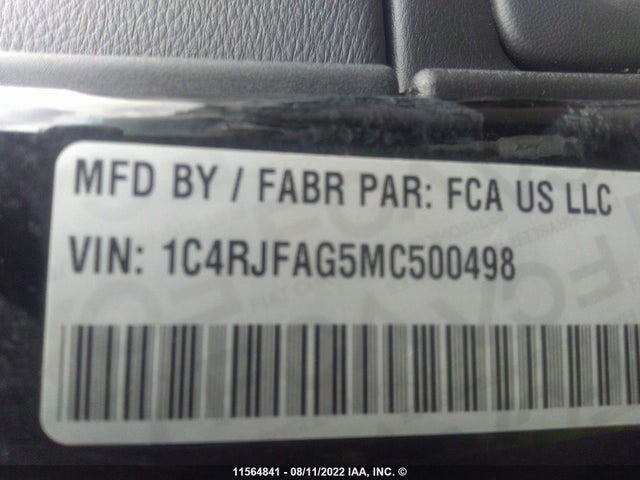 MFD BY / FABR PAR: FCA US LLC
VIN: 1C4RJFAG5MC500498
11564841 - 08/11/2022 IAA, INC. ©